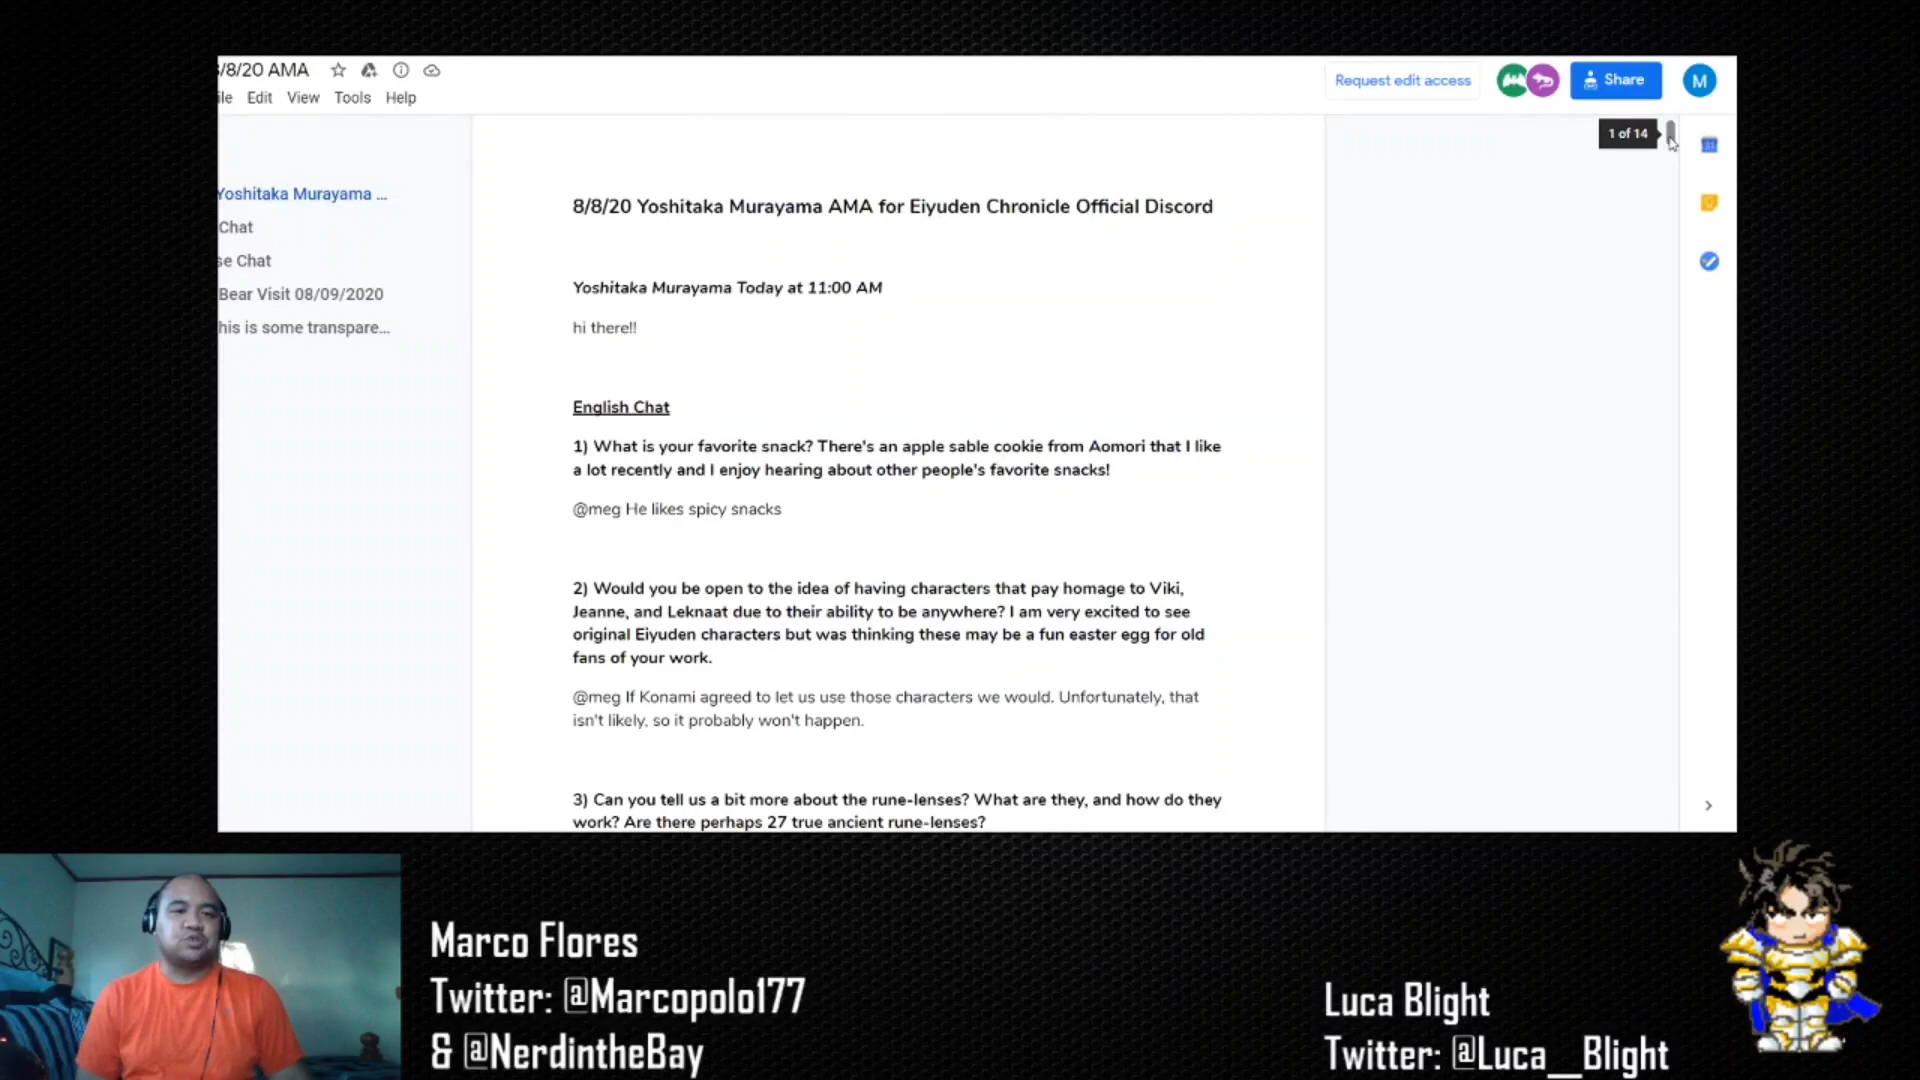 8/8/20 AMA
Request edit access
Share
M
Edit View Tools Help
1 of 14
Yoshitaka Murayama ...
Chat
se Chat
Bear Visit 08/09/2020
his is some transpare...
8/8/20 Yoshitaka Murayama AMA for Eiyuden Chronicle Official Discord
Yoshitaka Murayama Today at 11:00 AM
hi there!!
English Chat
1) What is your favorite snack? There's an apple sable cookie from Aomori that I like
a lot recently and I enjoy hearing about other people's favorite snacks!
@meg He likes spicy snacks
2) Would you be open to the idea of having characters that pay homage to Viki,
Jeanne, and Leknaat due to their ability to be anywhere? I am very excited to see
original Eiyuden characters but was thinking these may be a fun easter egg for old
fans of your work.
@meg If Konami agreed to let us use those characters we would. Unfortunately, that
isn't likely, so it probably won't happen.
3) Can you tell us a bit more about the rune-lenses? What are they, and how do they
work? Are there perhaps 27 true ancient rune-lenses?
Marco Flores
Twitter: @Marcopolo177
& @NerdintheBay
Luca Blight
Twitter: @Luca__Blight